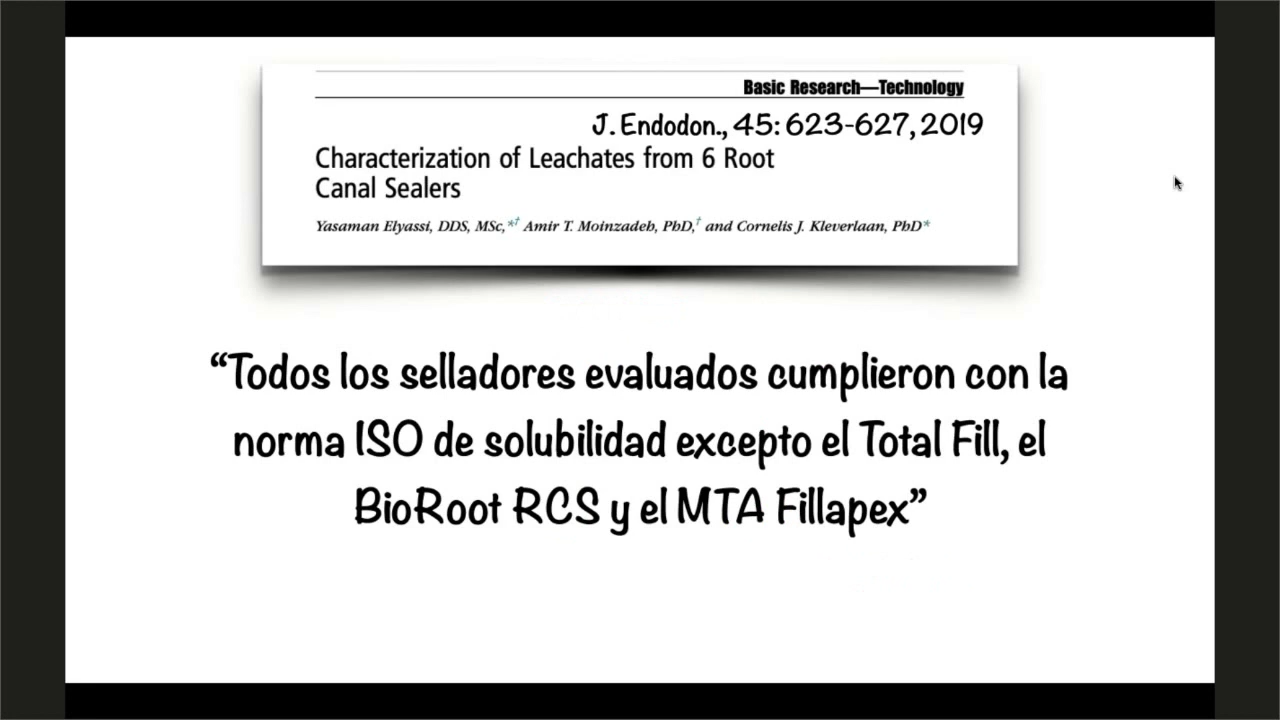 Basic Research—Technology
J. Endodon., 45: 623-627, 2019
Characterization of Leachates from 6 Root
Canal Sealers
Yasaman Elyassi, DDS, MSc,*† Amir T. Moinzadeh, PhD,† and Cornelis J. Kleverlaan, PhD*
“Todos los selladores evaluados cumplieron con la
norma ISO de solubilidad excepto el Total Fill, el
BioRoot RCS y el MTA Fillapex”